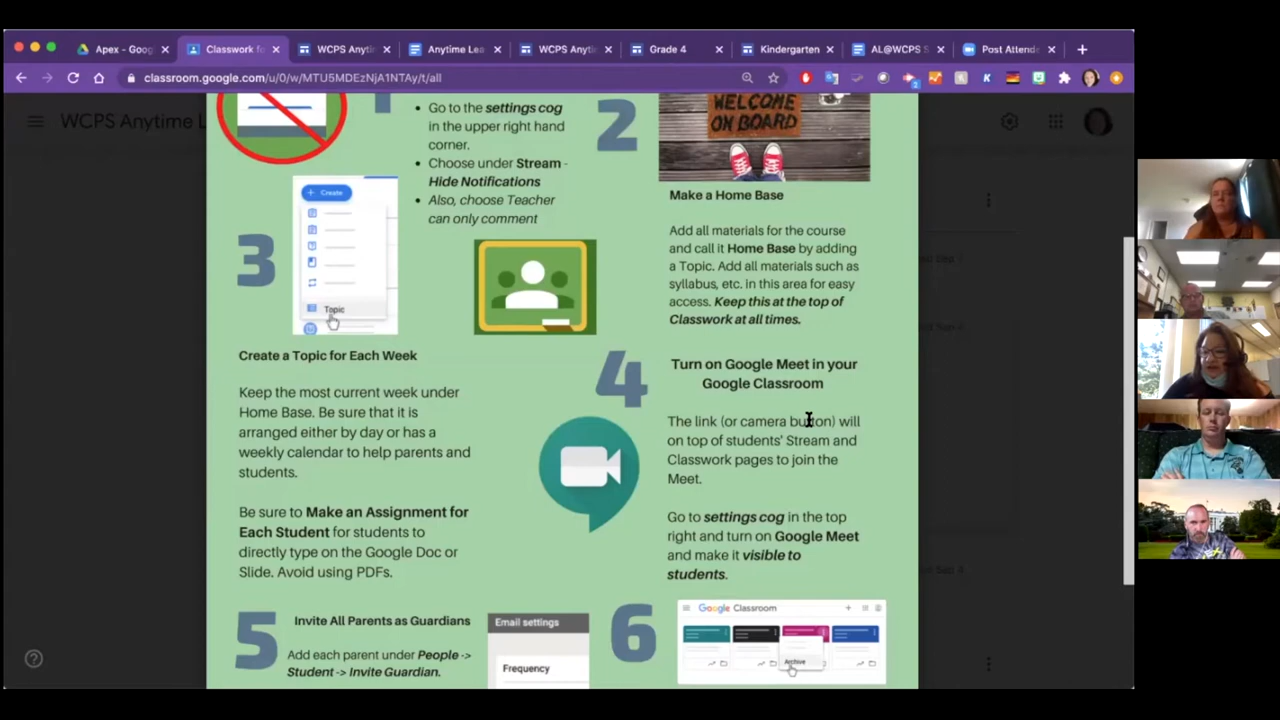 Apex - Goog
Classwork fo
WCPS Anytim
Anytime Lea
WCPS Anytim
Grade 4
Kindergarten
AL@WCPS S
Post Attende
classroom.google.com/u/0/w/MTU5MDEzNjA1NTAy/t/all
2
WCPS Anytime L
1
• Go to the settings cog
in the upper right hand
corner.
• Choose under Stream -
Hide Notifications
• Also, choose Teacher
can only comment
2
WELCOME
ON BOARD
Make a Home Base
Add all materials for the course
and call it Home Base by adding
a Topic. Add all materials such as
syllabus, etc. in this area for easy
access. Keep this at the top of
Classwork at all times.
3
+ Create
Topic
Create a Topic for Each Week
Keep the most current week under
Home Base. Be sure that it is
arranged either by day or has a
weekly calendar to help parents and
students.
Be sure to Make an Assignment for
Each Student for students to
directly type on the Google Doc or
Slide. Avoid using PDFs.
4
Turn on Google Meet in your
Google Classroom
The link (or camera button) will
on top of students' Stream and
Classwork pages to join the
Meet.
Go to settings cog in the top
right and turn on Google Meet
and make it visible to
students.
5
Invite All Parents as Guardians
Add each parent under People ->
Student -> Invite Guardian.
Email settings
Frequency
6
Google Classroom
Archive
Sep 4